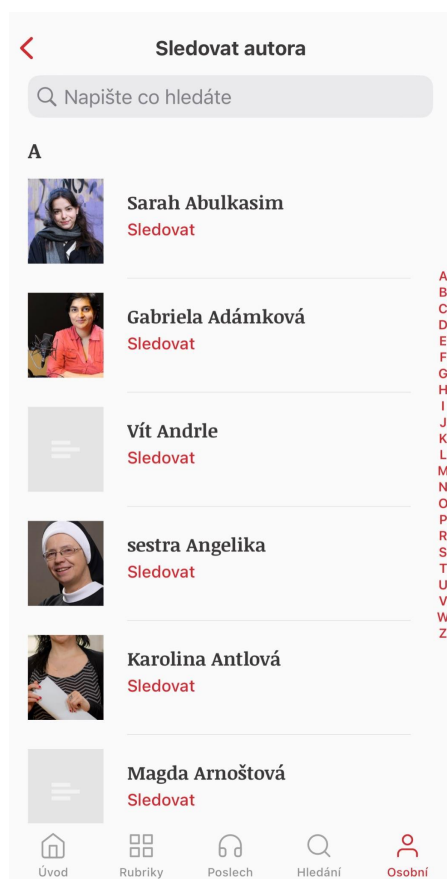 Sledovat autora
Napište co hledáte
A
Sarah Abulkasim
Sledovat
Gabriela Adámková
Sledovat
Vít Andrle
Sledovat
sestra Angelika
Sledovat
Karolina Antlová
Sledovat
Magda Arnoštová
Sledovat
A
B
C
D
E
F
G
H
I
J
K
L
M
N
O
P
R
S
T
U
V
W
Z
Úvod
Rubriky
Poslech
Hledání
Osobní